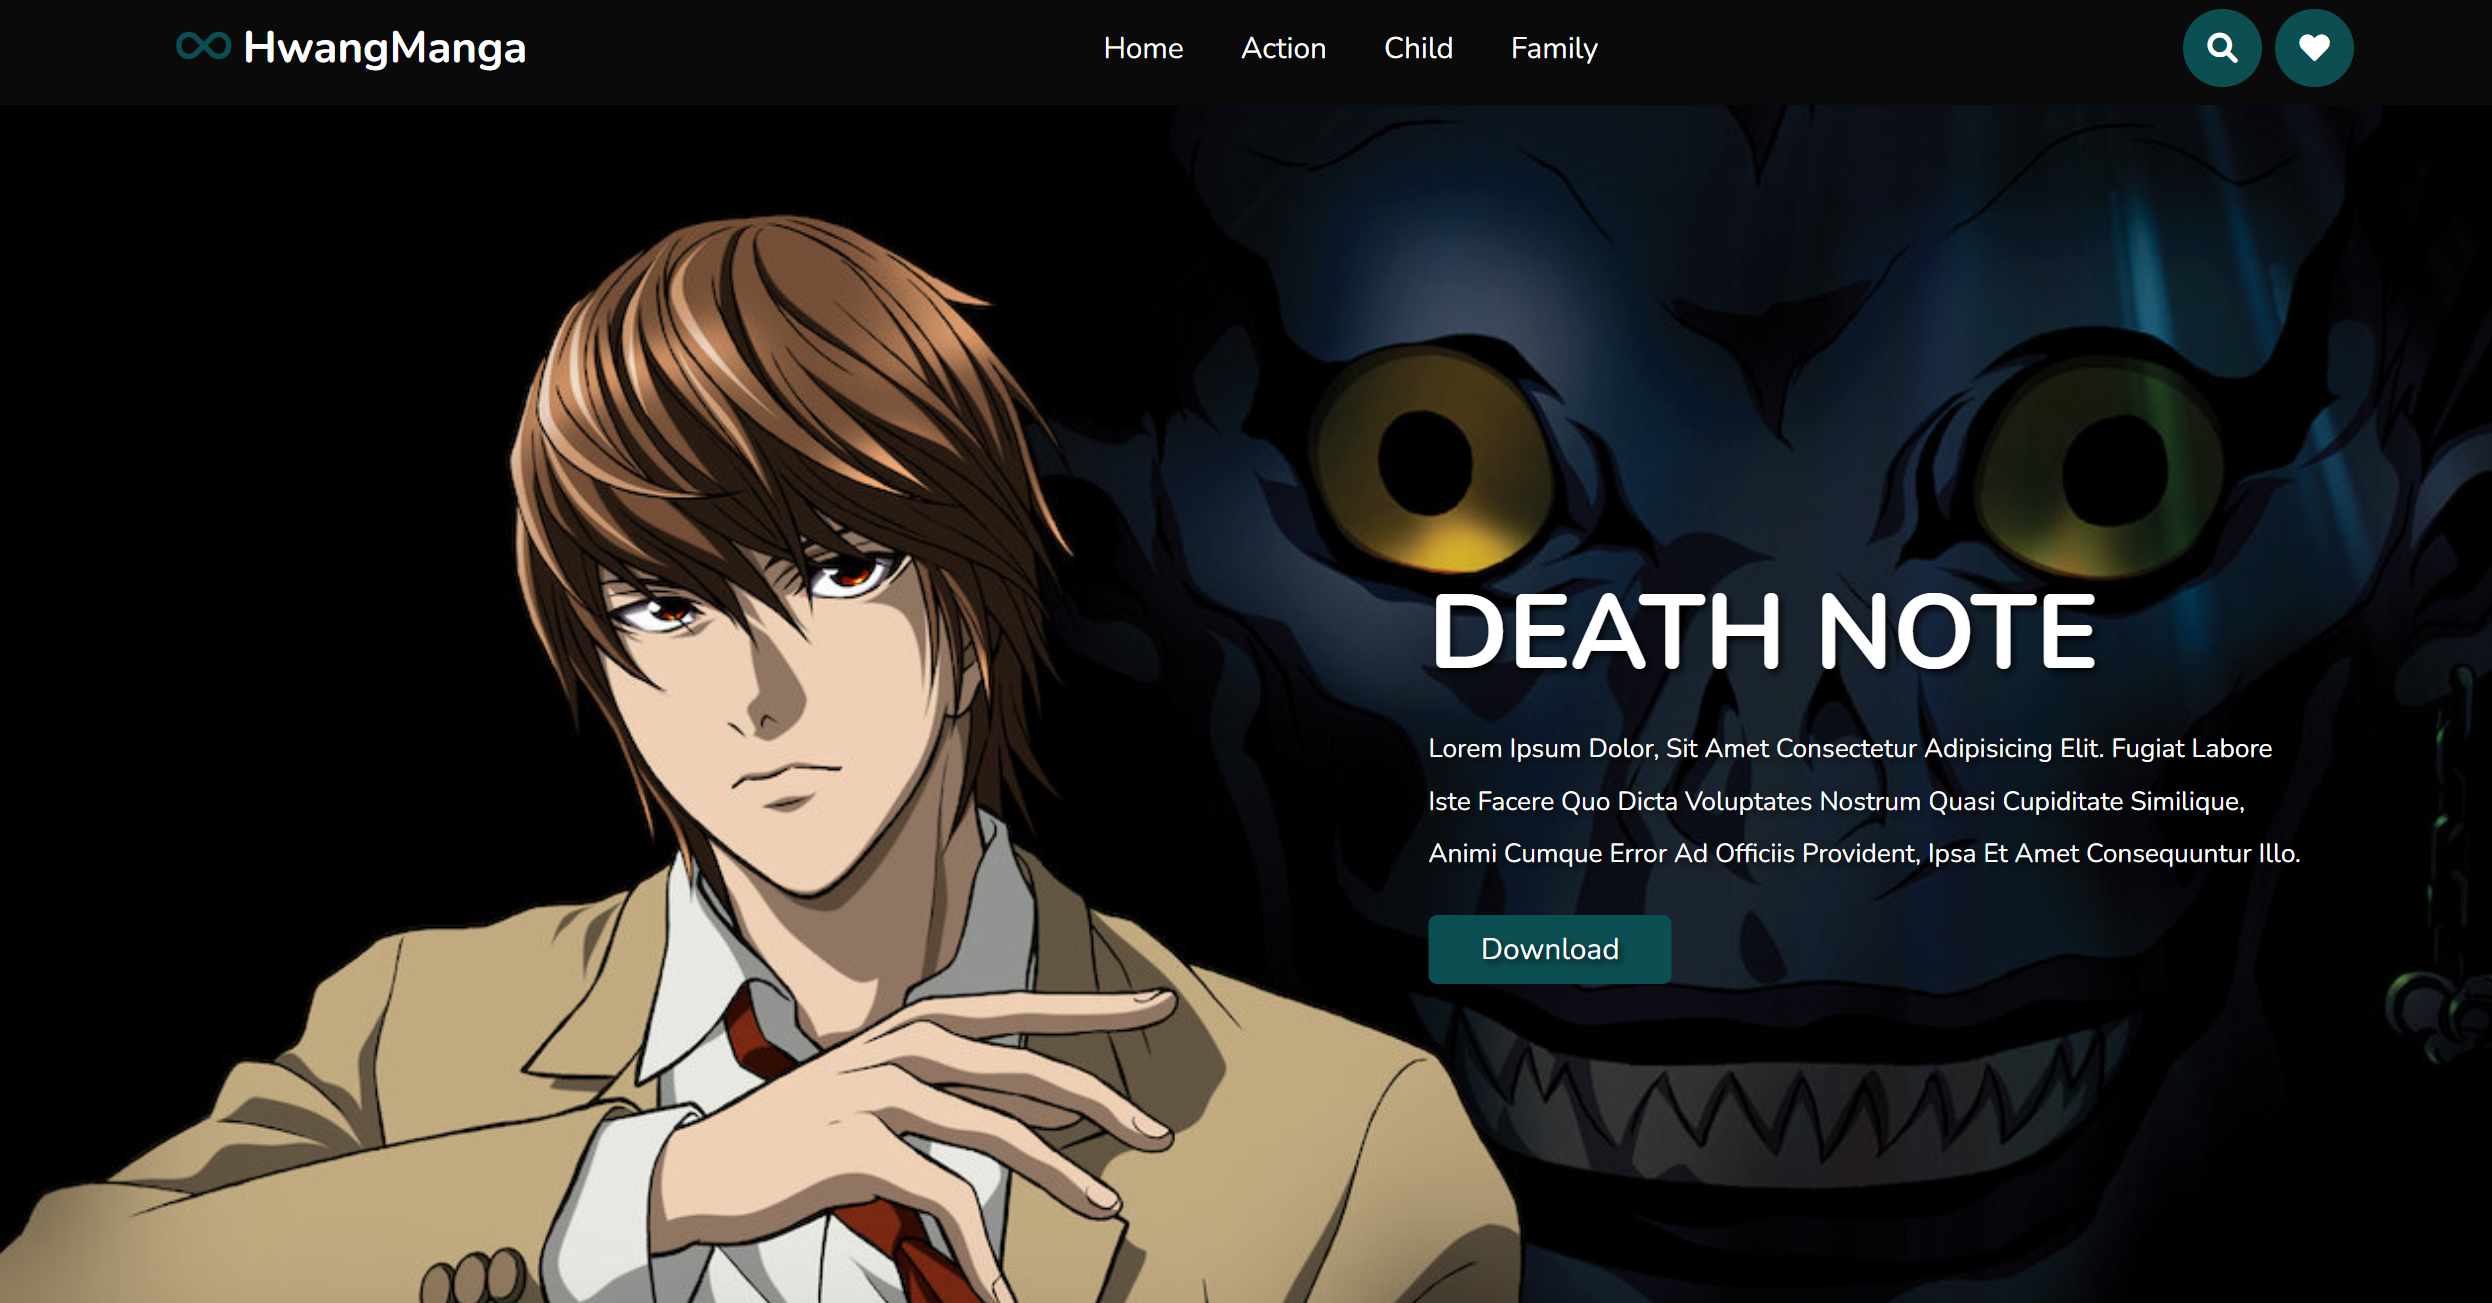 HwangManga
Home
Action
Child
Family
DEATH NOTE
Lorem Ipsum Dolor, Sit Amet Consectetur Adipisicing Elit. Fugiat Labore
Iste Facere Quo Dicta Voluptates Nostrum Quasi Cupiditate Similique,
Animi Cumque Error Ad Officiis Provident, Ipsa Et Amet Consequuntur Illo.
Download